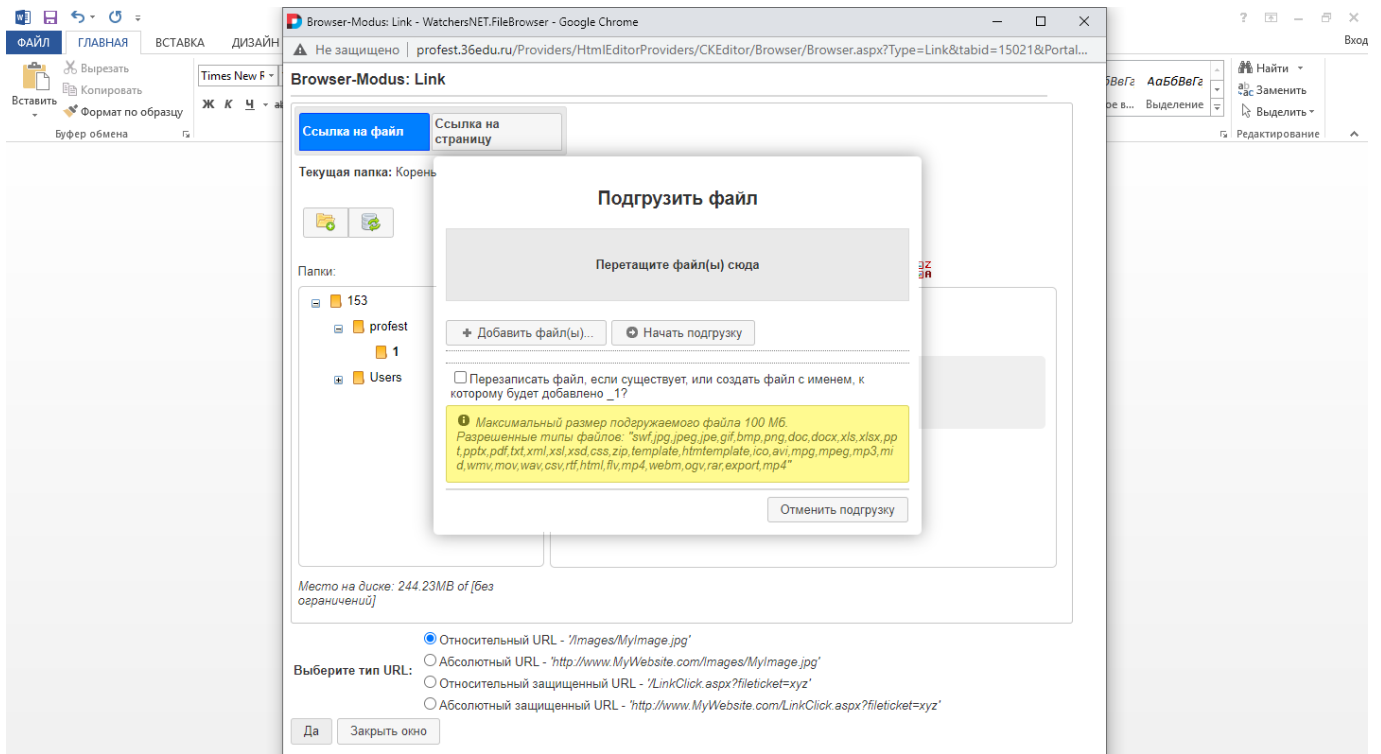 Browser-Modus: Link - WatchersNET.FileBrowser - Google Chrome
ФАЙЛ ГЛАВНАЯ ВСТАВКА ДИЗАЙН
Вход
Не защищено | profest.36edu.ru/Providers/HtmlEditorProviders/CKEditor/Browser/Browser.aspx?Type=Link&tabid=15021&Portal...
Вставить
Вырезать
Копировать
Формат по образцу
Буфер обмена
Times New F
Ж К Ч
АаБбВвГг
Выделение
Найти
Заменить
Выделить
Редактирование
Browser-Modus: Link
Ссылка на файл
Ссылка на
страницу
Текущая папка: Корень
Папки:
153
profest
1
Users
Подгрузить файл
Перетащите файл(ы) сюда
Добавить файл(ы)...
Начать подгрузку
Перезаписать файл, если существует, или создать файл с именем, к
которому будет добавлено _1?
Максимальный размер подгружаемого файла 100 Мб.
Разрешенные типы файлов: "swf,jpg,jpeg,jpe,gif,bmp,png,doc,docx,xls,xlsx,pp
t,pptx,pdf,txt,xml,xsl,xsd,css,zip,template,htmtemplate,ico,avi,mpg,mpeg,mp3,mi
d,wmv,mov,wav,csv,rtf,html,flv,mp4,webm,ogv,rar,export,mp4"
Отменить подгрузку
Место на диске: 244.23MB of [без
ограничений]
Выберите тип URL:
Относительный URL - '/Images/MyImage.jpg'
Абсолютный URL - 'http://www.MyWebsite.com/Images/MyImage.jpg'
Относительный защищенный URL - '/LinkClick.aspx?fileticket=xyz'
Абсолютный защищенный URL - 'http://www.MyWebsite.com/LinkClick.aspx?fileticket=xyz'
Да
Закрыть окно